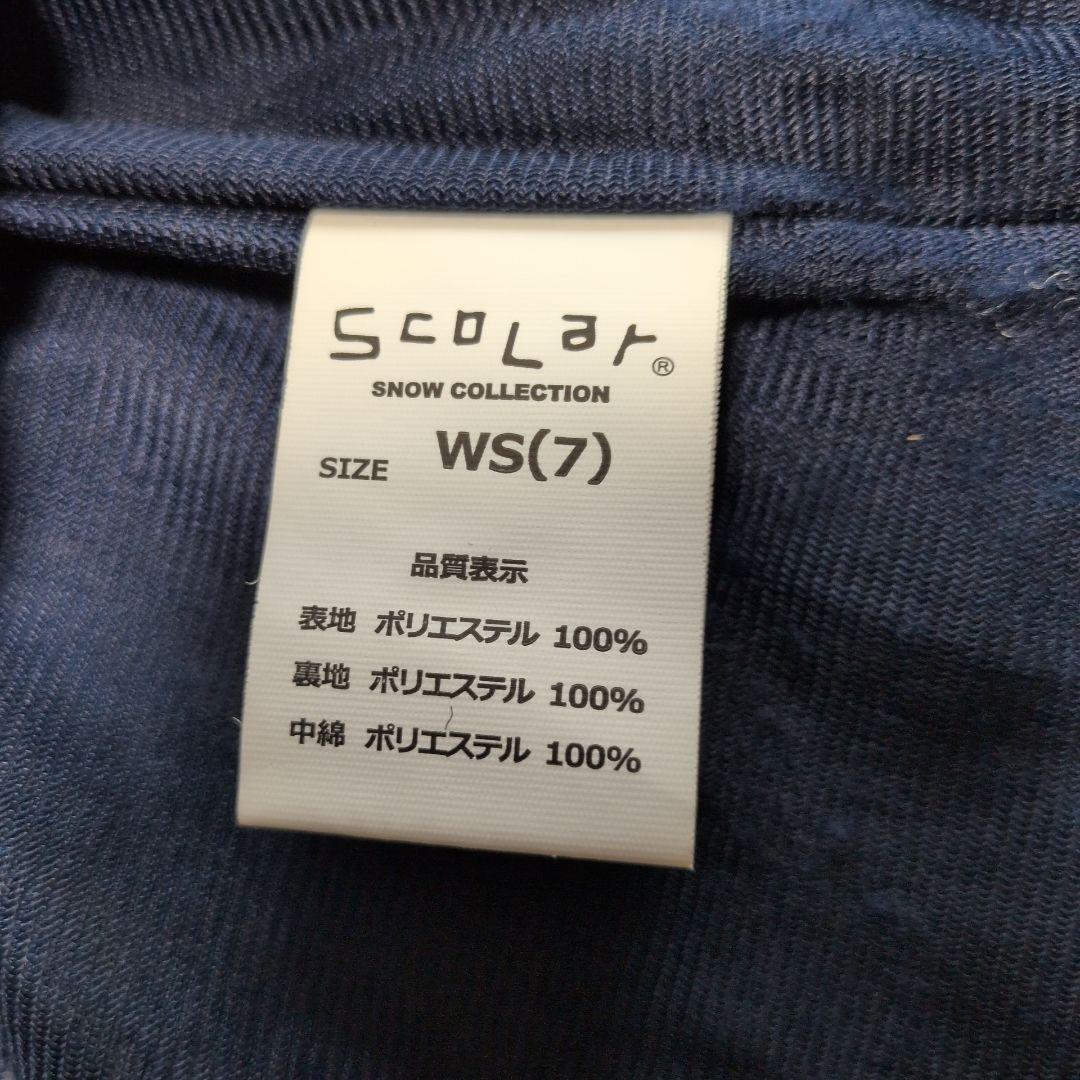 ScoLar®
SNOW COLLECTION
SIZE WS(7)
品質表示
表地 ポリエステル 100%
裏地 ポリエステル 100%
中綿 ポリエステル 100%